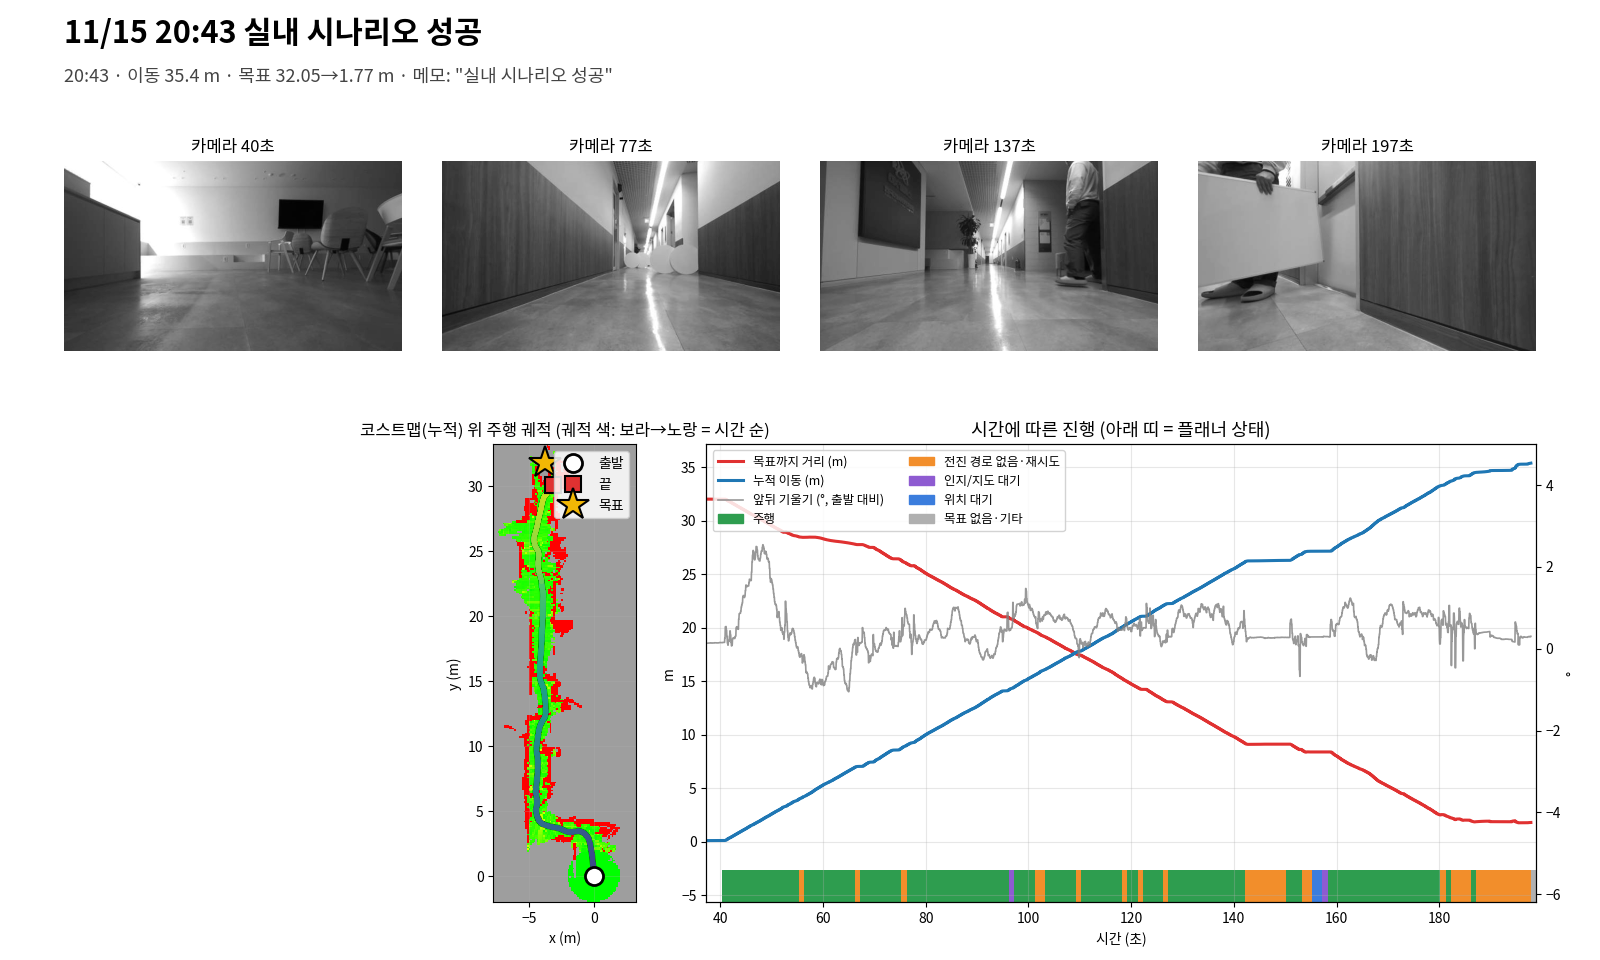 11/15 20:43 실내 시나리오 성공
20:43 · 이동 35.4 m · 목표 32.05→1.77 m · 메모: "실내 시나리오 성공"
카메라 40초
카메라 77초
카메라 137초
카메라 197초
코스트맵(누적) 위 주행 궤적 (궤적 색: 보라→노랑 = 시간 순)
출발
끝
목표
30
25
20
15
10
5
0
y (m)
−5
0
x (m)
시간에 따른 진행 (아래 띠 = 플래너 상태)
목표까지 거리 (m)
누적 이동 (m)
앞뒤 기울기 (°, 출발 대비)
주행
전진 경로 없음·재시도
인지/지도 대기
위치 대기
목표 없음·기타
35
30
25
20
15
10
5
0
−5
m
4
2
0
−2
−4
−6
°
40
60
80
100
120
140
160
180
시간 (초)